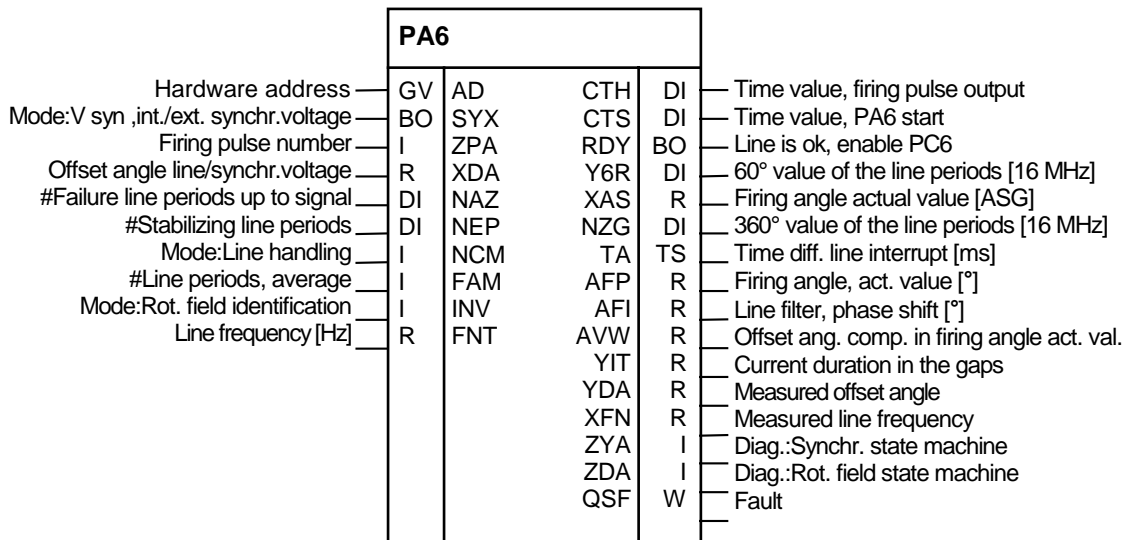 PA6
Hardware address GV AD CTH DI Time value, firing pulse output
Mode:V syn ,int./ext. synchr.voltage BO SYX CTS DI Time value, PA6 start
Firing pulse number I ZPA RDY BO Line is ok, enable PC6
Offset angle line/synchr.voltage R XDA Y6R DI 60° value of the line periods [16 MHz]
#Failure line periods up to signal DI NAZ XAS R Firing angle actual value [ASG]
#Stabilizing line periods DI NEP NZG DI 360° value of the line periods [16 MHz]
Mode:Line handling I NCM TA TS Time diff. line interrupt [ms]
#Line periods, average I FAM AFP R Firing angle, act. value [°]
Mode:Rot. field identification I INV AFI R Line filter, phase shift [°]
Line frequency [Hz] R FNT AVW R Offset ang. comp. in firing angle act. val.
YIT R Current duration in the gaps
YDA R Measured offset angle
XFN R Measured line frequency
ZYA I Diag.:Synchr. state machine
ZDA I Diag.:Rot. field state machine
QSF W Fault